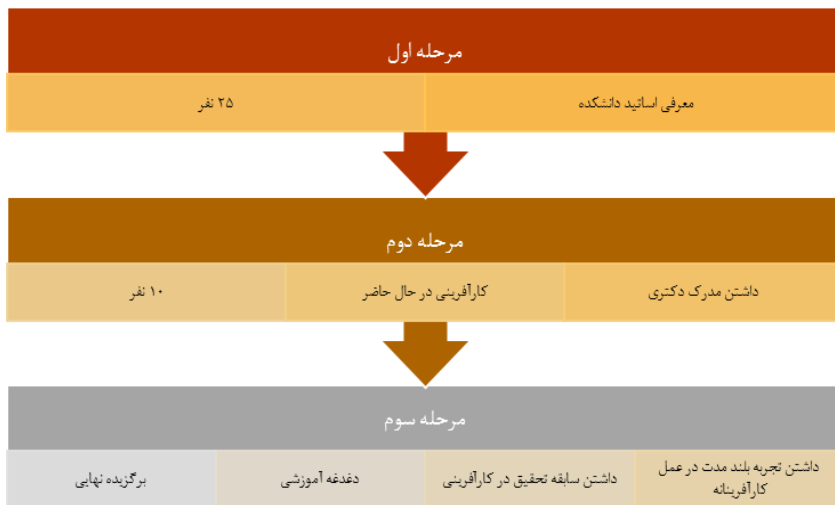 مرحله اول
معرفی اساتید دانشکده
۲۵ نفر
مرحله دوم
داشتن مدرک دکتری
کارآفرینی در حال حاضر
۱۰ نفر
مرحله سوم
داشتن تجربه بلند مدت در عمل
کارآفرینانه
داشتن سابقه تحقیق در کارآفرینی
دغدغه آموزشی
برگزیده نهایی